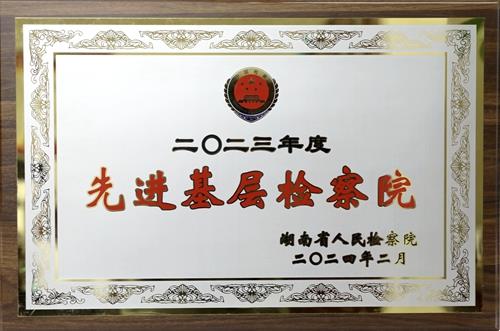 二〇二三年度
先进基层检察院
湖南省人民检察院
二〇二四年二月